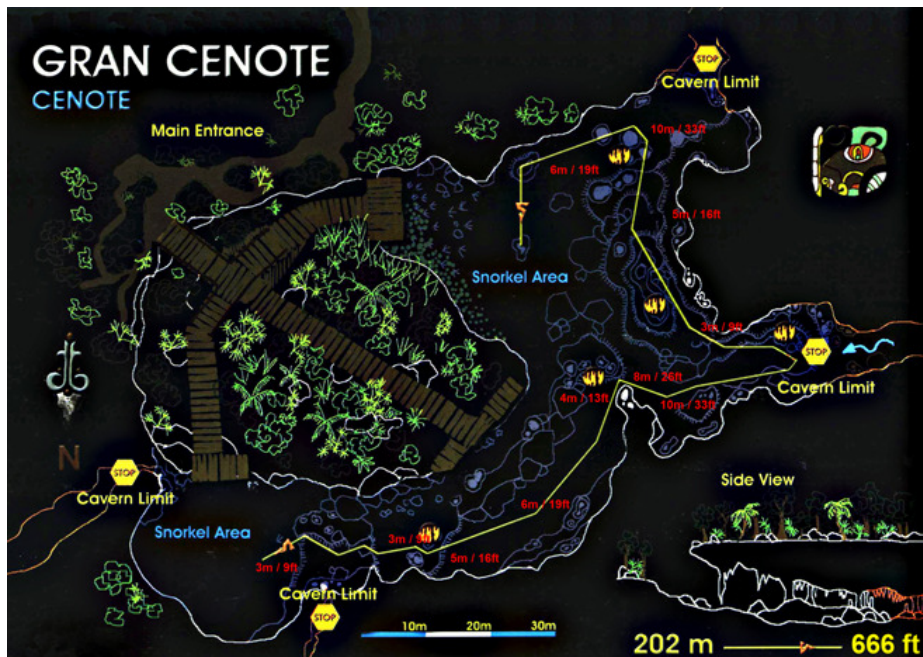 GRAN CENOTE
CENOTE
Main Entrance
STOP
Cavern Limit
10m / 33ft
6m / 19ft
5m / 16ft
Snorkel Area
3m / 9ft
STOP
Cavern Limit
8m / 26ft
4m / 13ft
10m / 33ft
N
STOP
Cavern Limit
Side View
6m / 19ft
Snorkel Area
3m / 9ft
5m / 16ft
3m / 9ft
Cavern Limit
STOP
10m 20m 30m
202 m 666 ft